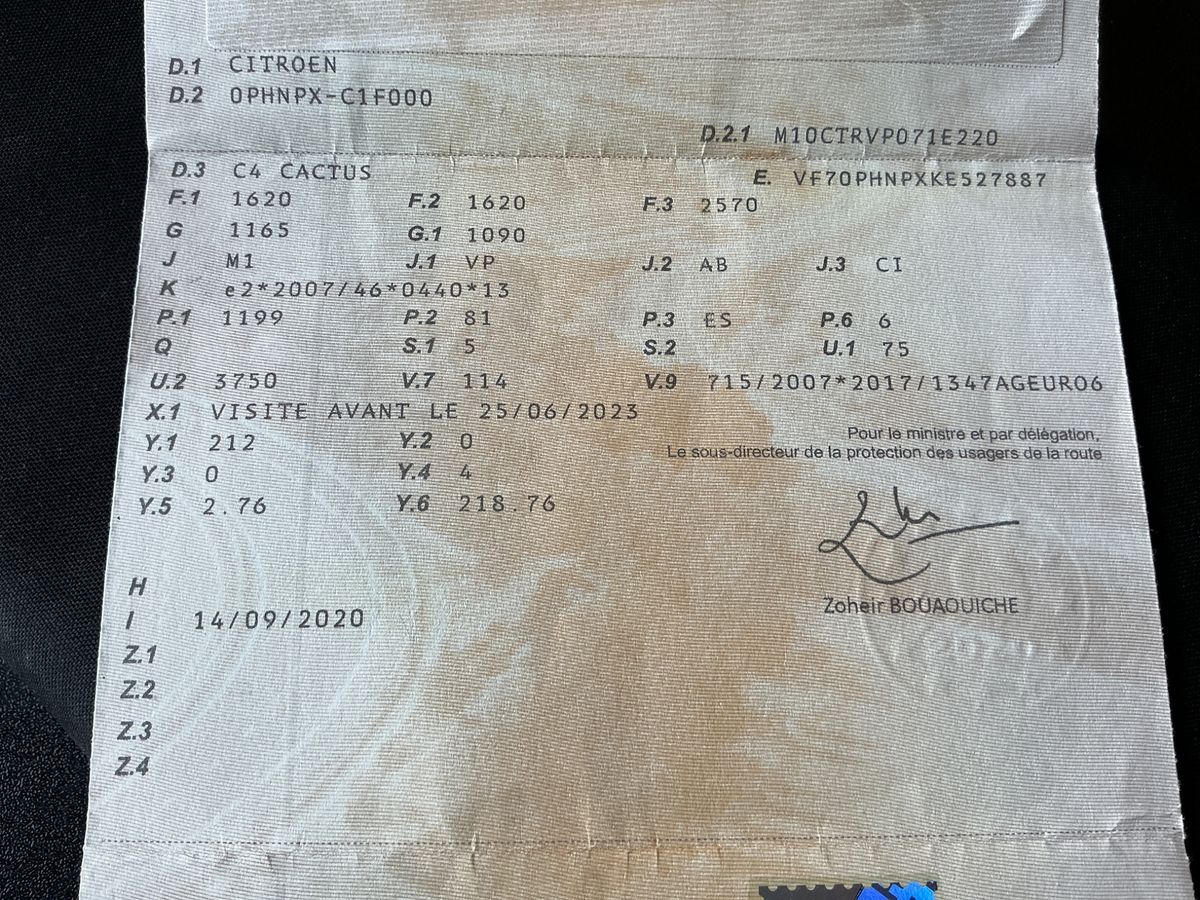 D.1 CITROEN
D.2 0PHNPX-C1F000
D.2.1 M10CTRVP071E220
D.3 C4 CACTUS E. VF70PHNPXKE527887
F.1 1620 F.2 1620 F.3 2570
G 1165 G.1 1090
J M1 J.1 VP J.2 AB J.3 CI
K e2*2007/46*0440*13
P.1 1199 P.2 81 P.3 ES P.6 6
Q S.1 5 S.2 U.1 75
U.2 3750 V.7 114 V.9 715/2007*2017/1347AGEURO6
X.1 VISITE AVANT LE 25/06/2023
Y.1 212 Y.2 0
Pour le ministre et par délégation,
Le sous-directeur de la protection des usagers de la route
Y.3 0 Y.4 4
Y.5 2.76 Y.6 218.76
H
Zoheir BOUAOUICHE
I 14/09/2020
Z.1
Z.2
Z.3
Z.4